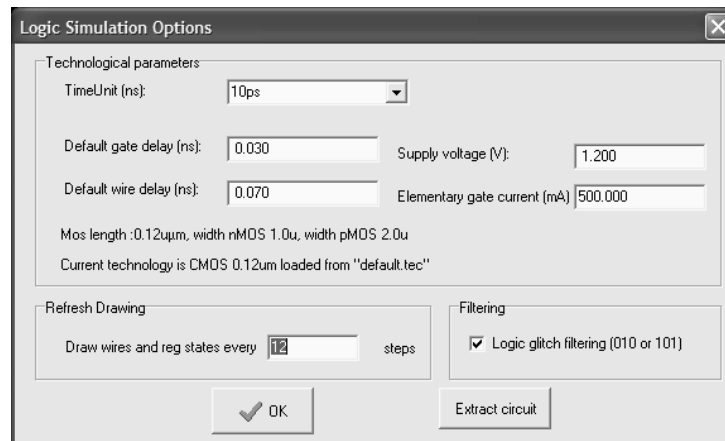 Logic Simulation Options
Technological parameters
TimeUnit (ns): 10ps
Default gate delay (ns): 0.030 Supply voltage (V): 1.200
Default wire delay (ns): 0.070 Elementary gate current (mA) 500.000
Mos length :0.12uµm, width nMOS 1.0u, width pMOS 2.0u
Current technology is CMOS 0.12um loaded from "default.tec"
Refresh Drawing Filtering
Draw wires and reg states every 12 steps Logic glitch filtering (010 or 101)
OK Extract circuit